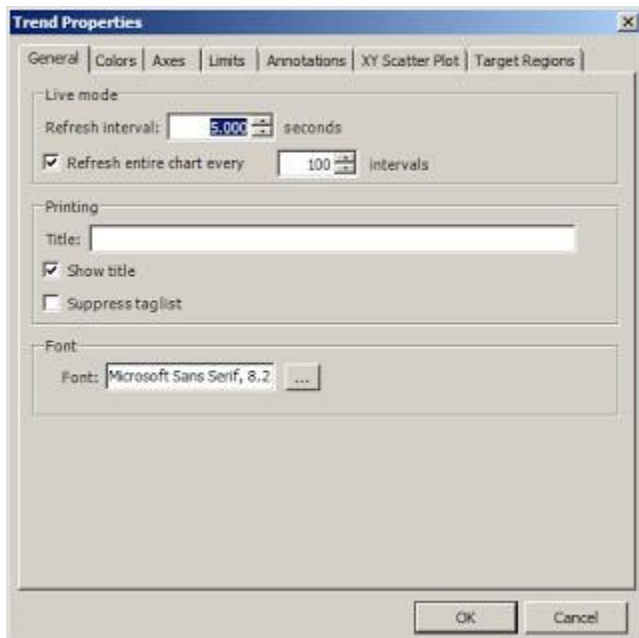 Trend Properties
General Colors Axes Limits Annotations XY Scatter Plot Target Regions
Live mode
Refresh interval: 5.000 seconds
Refresh entire chart every 100 intervals
Printing
Title:
Show title
Suppress taglist
Font
Font: Microsoft Sans Serif, 8.2 ...
OK Cancel